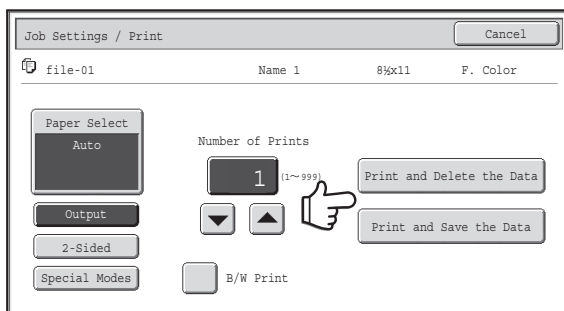 Job Settings / Print
Cancel
file-01 Name 1 8½x11 F. Color
Paper Select
Auto
Number of Prints
1 (1~999)
Print and Delete the Data
Output
Print and Save the Data
2-Sided
Special Modes
B/W Print